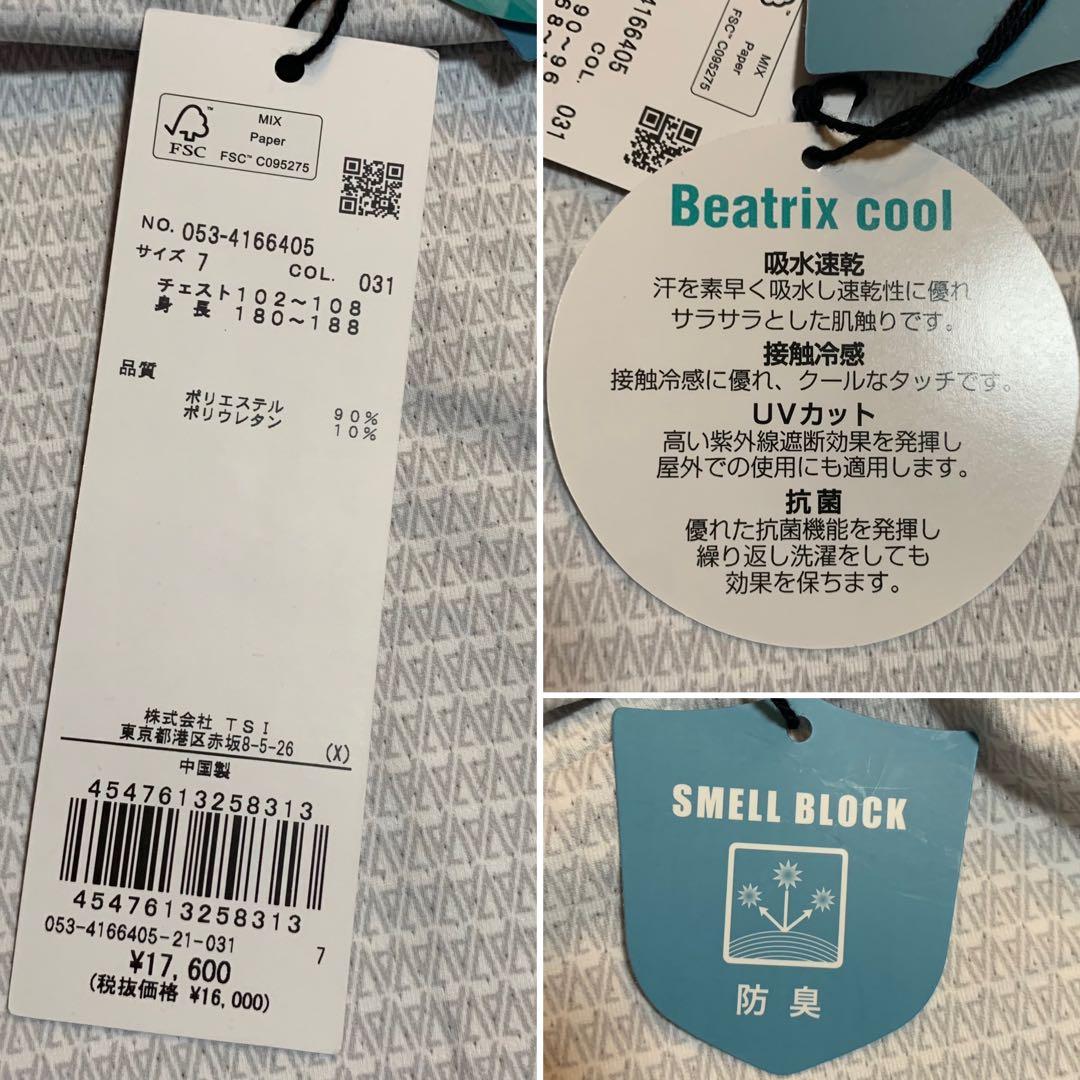 MIX
Paper
FSC™ C095275
FSC
NO. 053-4166405
サイズ 7 COL. 031
チェスト102～108
身長 180～188
品質
ポリエステル 90%
ポリウレタン 10%
株式会社 TSI
東京都港区赤坂8-5-26 (X)
中国製
4547613258313
4547613258313
053-4166405-21-031 7
¥17,600
(税抜価格 ¥16,000)
4166405
COL. 031
90～96
68～96
MIX
Paper
FSC™ C095275
Beatrix cool
吸水速乾
汗を素早く吸水し速乾性に優れ
サラサラとした肌触りです。
接触冷感
接触冷感に優れ、クールなタッチです。
UVカット
高い紫外線遮断効果を発揮し
屋外での使用にも適用します。
抗菌
優れた抗菌機能を発揮し
繰り返し洗濯をしても
効果を保ちます。
SMELL BLOCK
防臭